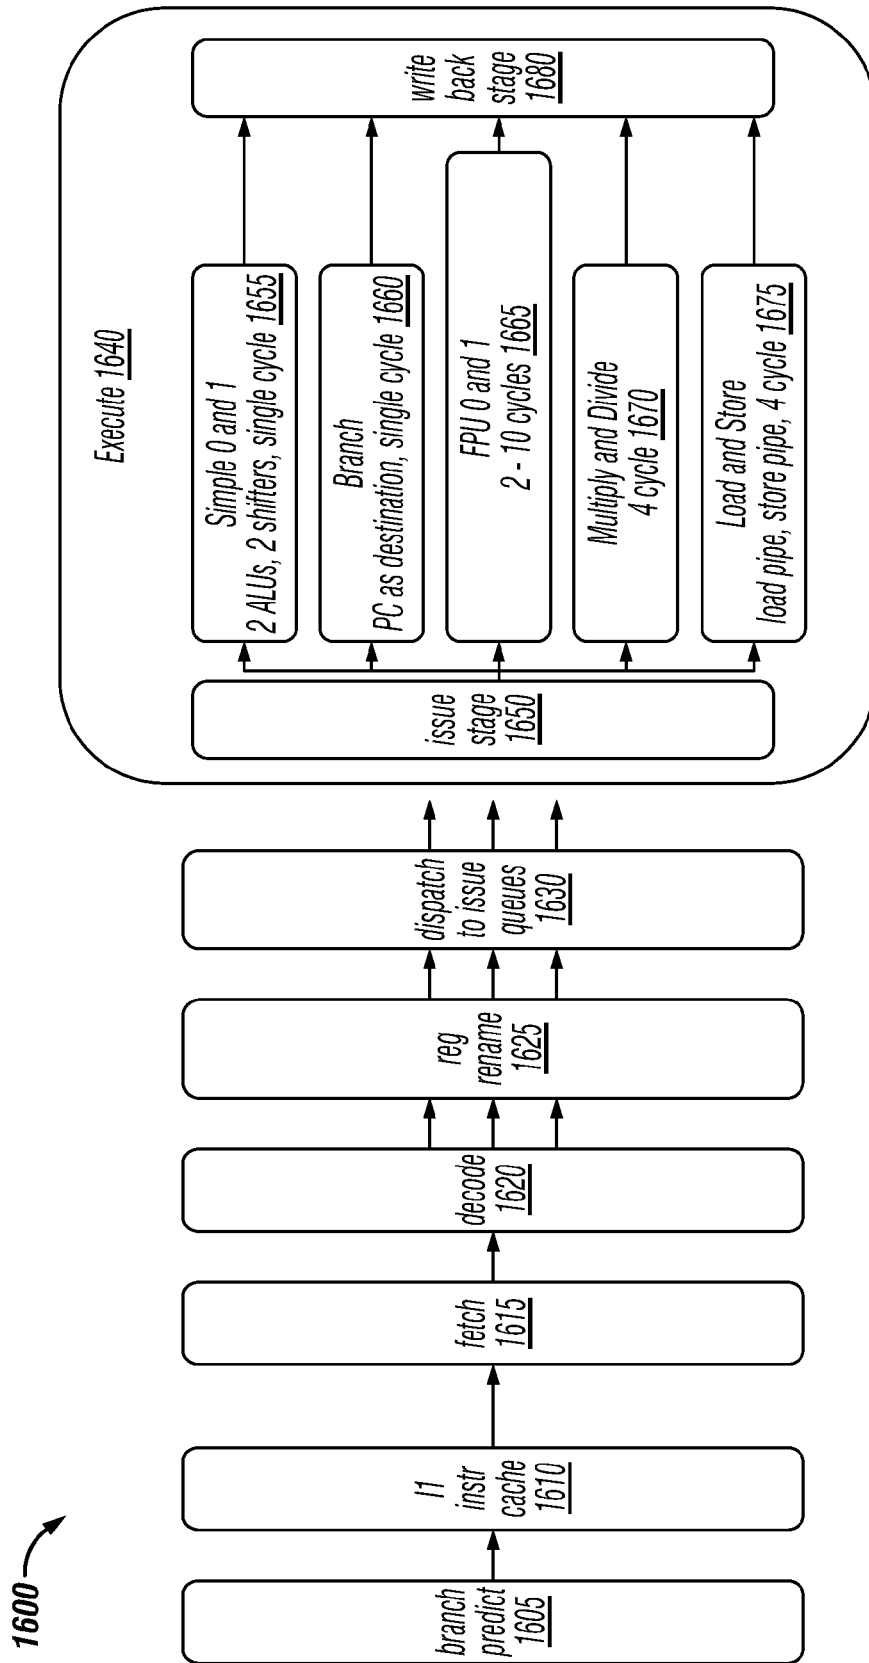 1600
branch
predict
1605
I1
instr
cache
1610
fetch
1615
decode
1620
reg
rename
1625
dispatch
to issue
queues
1630
Execute 1640
issue
stage
1650
Simple 0 and 1
2 ALUs, 2 shifters, single cycle 1655
Branch
PC as destination, single cycle 1660
FPU 0 and 1
2 - 10 cycles 1665
Multiply and Divide
4 cycle 1670
Load and Store
load pipe, store pipe, 4 cycle 1675
write
back
stage
1680